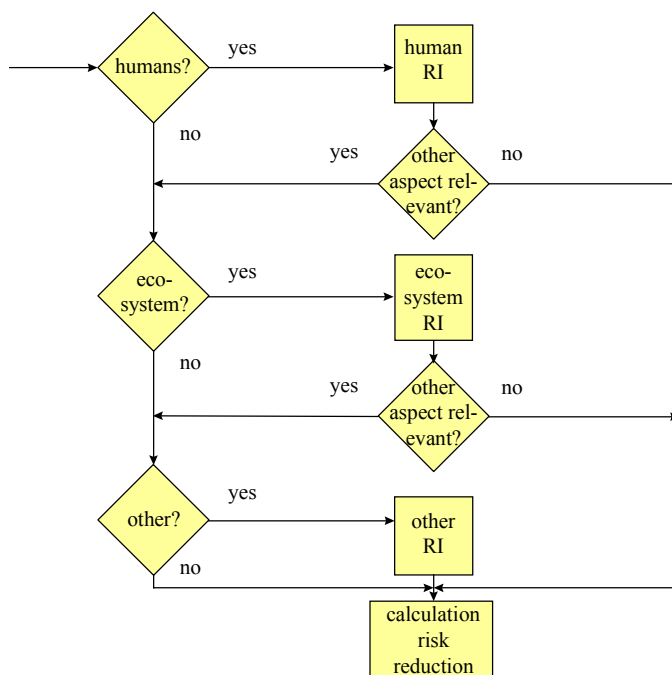 humans?
yes
human
RI
no
yes
other
aspect rel-
evant?
no
eco-
system?
yes
eco-
system
RI
no
yes
other
aspect rel-
evant?
no
other?
yes
other
RI
no
calculation
risk
reduction